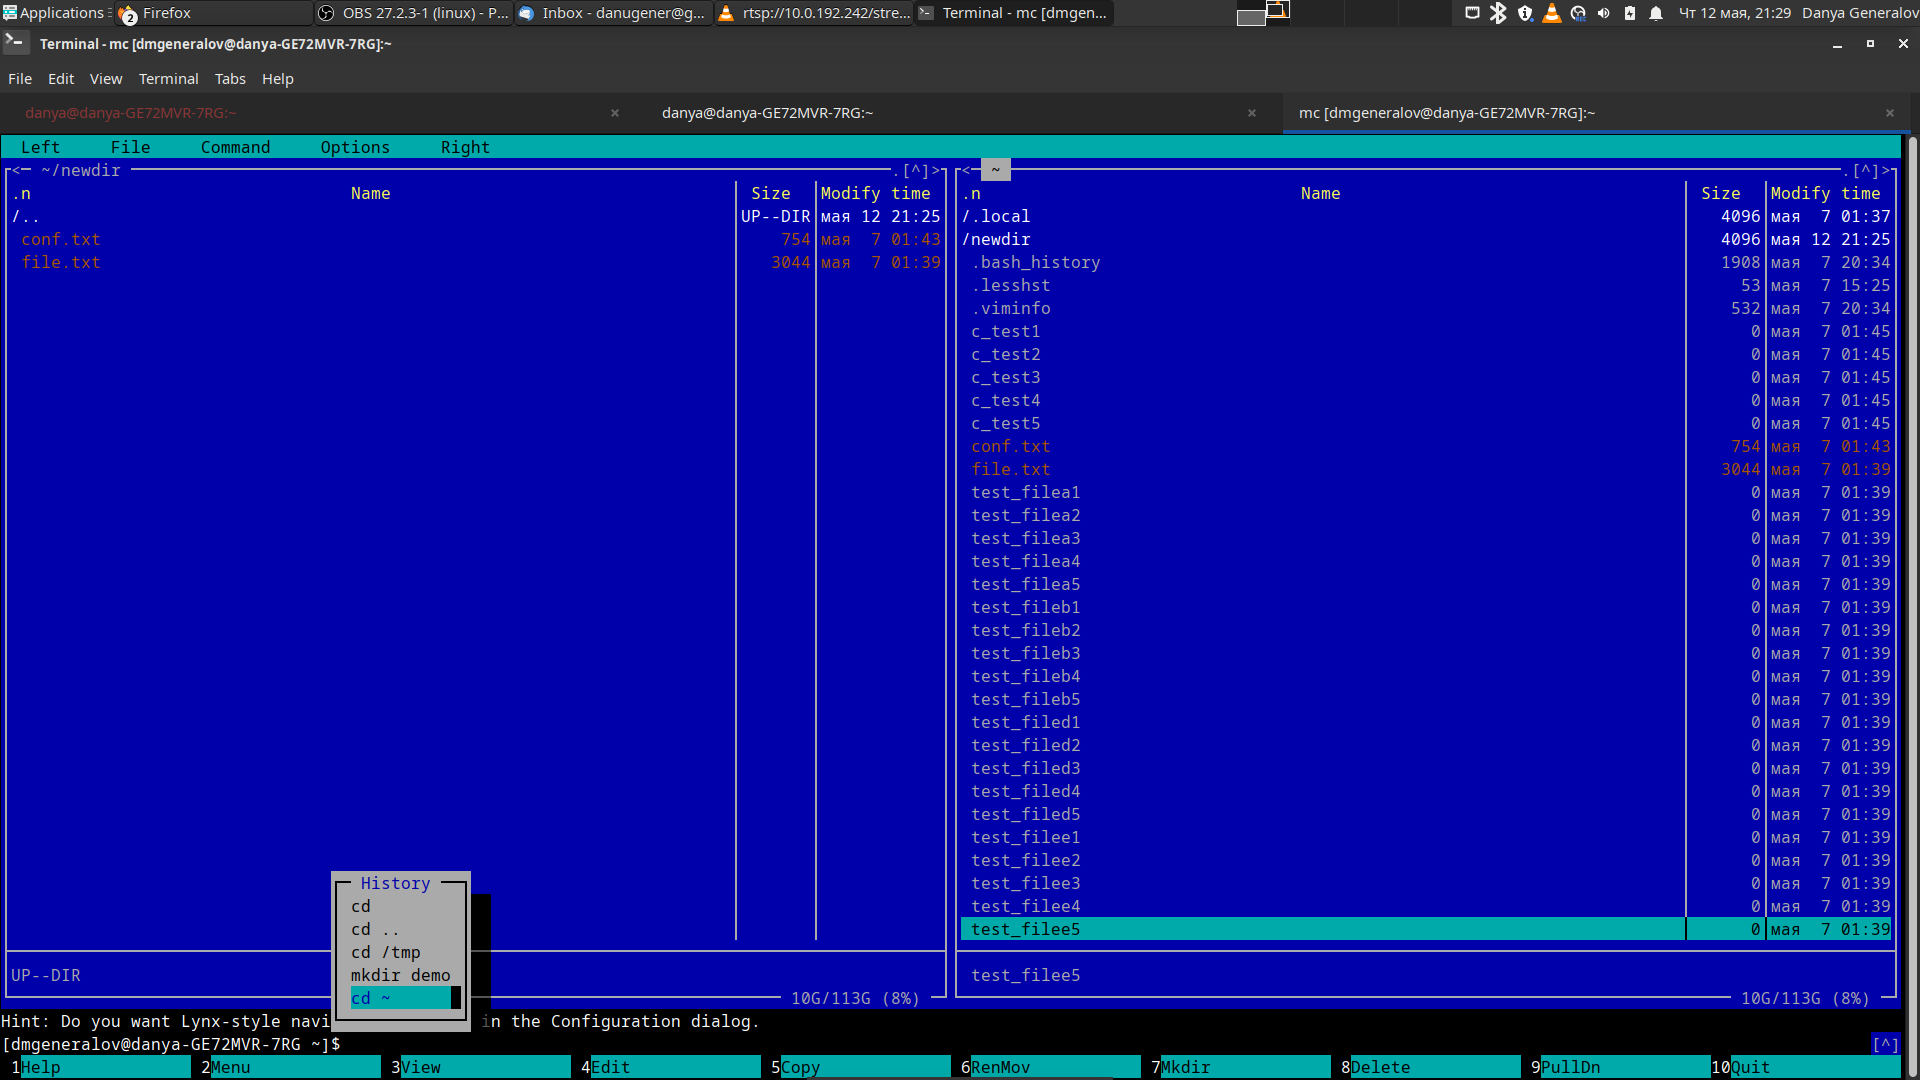 Applications 2 Firefox OBS 27.2.3-1 (linux) - P... Inbox - danugener@g... rtsp://10.0.192.242/stre... Terminal - mc [dmgen... Чт 12 мая, 21:29 Danya Generalov
Terminal - mc [dmgeneralov@danya-GE72MVR-7RG]:~
File Edit View Terminal Tabs Help
danya@danya-GE72MVR-7RG:~ × danya@danya-GE72MVR-7RG:~ × mc [dmgeneralov@danya-GE72MVR-7RG]:~ ×
Left File Command Options Right
<─ ~/newdir .[^]> <─ ~ .[^]>
.n Name Size Modify time .n Name Size Modify time
/.. UP--DIR мая 12 21:25 /.local 4096 мая 7 01:37
conf.txt 754 мая 7 01:43 /newdir 4096 мая 12 21:25
file.txt 3044 мая 7 01:39 .bash_history 1908 мая 7 20:34
.lesshst 53 мая 7 15:25
.viminfo 532 мая 7 20:34
c_test1 0 мая 7 01:45
c_test2 0 мая 7 01:45
c_test3 0 мая 7 01:45
c_test4 0 мая 7 01:45
c_test5 0 мая 7 01:45
conf.txt 754 мая 7 01:43
file.txt 3044 мая 7 01:39
test_filea1 0 мая 7 01:39
test_filea2 0 мая 7 01:39
test_filea3 0 мая 7 01:39
test_filea4 0 мая 7 01:39
test_filea5 0 мая 7 01:39
test_fileb1 0 мая 7 01:39
test_fileb2 0 мая 7 01:39
test_fileb3 0 мая 7 01:39
test_fileb4 0 мая 7 01:39
test_fileb5 0 мая 7 01:39
test_filed1 0 мая 7 01:39
test_filed2 0 мая 7 01:39
test_filed3 0 мая 7 01:39
test_filed4 0 мая 7 01:39
test_filed5 0 мая 7 01:39
test_filee1 0 мая 7 01:39
test_filee2 0 мая 7 01:39
History test_filee3 0 мая 7 01:39
cd test_filee4 0 мая 7 01:39
cd .. test_filee5 0 мая 7 01:39
cd /tmp
UP--DIR mkdir demo test_filee5
cd ~ 10G/113G (8%) 10G/113G (8%)
Hint: Do you want Lynx-style navi in the Configuration dialog.
[dmgeneralov@danya-GE72MVR-7RG ~]$ [^]
1Help 2Menu 3View 4Edit 5Copy 6RenMov 7Mkdir 8Delete 9PullDn 10Quit